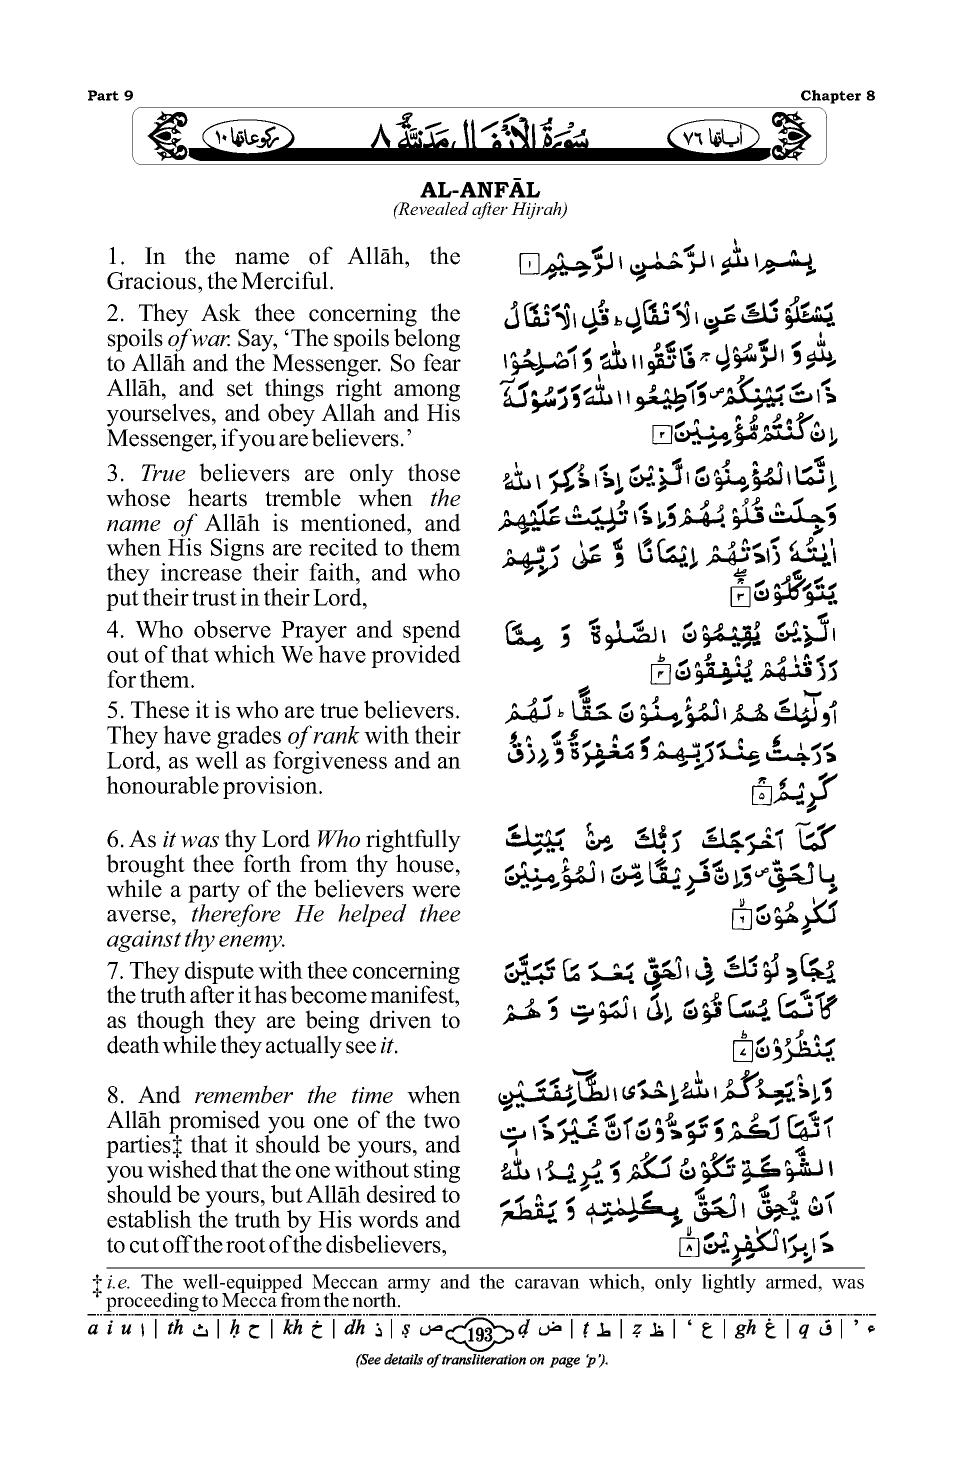 Part 9
Chapter 8
رکوعاتها ١٠
سُوْرَةُ الْاَنْفَالِ مَدَنِيَّةٌ ٨
اٰياتها ٧٦
AL-ANFĀL
(Revealed after Hijrah)
1. In the name of Allāh, the
Gracious, the Merciful.
2. They Ask thee concerning the
spoils of war. Say, ‘The spoils belong
to Allāh and the Messenger. So fear
Allāh, and set things right among
yourselves, and obey Allah and His
Messenger, if you are believers.’
3. True believers are only those
whose hearts tremble when the
name of Allāh is mentioned, and
when His Signs are recited to them
they increase their faith, and who
put their trust in their Lord,
4. Who observe Prayer and spend
out of that which We have provided
for them.
5. These it is who are true believers.
They have grades of rank with their
Lord, as well as forgiveness and an
honourable provision.
6. As it was thy Lord Who rightfully
brought thee forth from thy house,
while a party of the believers were
averse, therefore He helped thee
against thy enemy.
7. They dispute with thee concerning
the truth after it has become manifest,
as though they are being driven to
death while they actually see it.
8. And remember the time when
Allāh promised you one of the two
parties‡ that it should be yours, and
you wished that the one without sting
should be yours, but Allāh desired to
establish the truth by His words and
to cut off the root of the disbelievers,
بِسْمِ اللّٰهِ الرَّحْمٰنِ الرَّحِيْمِ ١
يَسْـَٔلُوْنَكَ عَنِ الْاَنْفَالِ ؕ قُلِ الْاَنْفَالُ
لِلّٰهِ وَ الرَّسُوْلِ ۚ فَاتَّقُوا اللّٰهَ وَ اَصْلِحُوْا
ذَاتَ بَيْنِكُمْ ۪ وَ اَطِيْعُوا اللّٰهَ وَ رَسُوْلَهٗۤ
اِنْ كُنْتُمْ مُّؤْمِنِيْنَ ٢
اِنَّمَا الْمُؤْمِنُوْنَ الَّذِيْنَ اِذَا ذُكِرَ اللّٰهُ
وَجِلَتْ قُلُوْبُهُمْ وَ اِذَا تُلِيَتْ عَلَيْهِمْ
اٰيٰتُهٗ زَادَتْهُمْ اِيْمَانًا وَّ عَلٰى رَبِّهِمْ
يَتَوَكَّلُوْنَ ٣
الَّذِيْنَ يُقِيْمُوْنَ الصَّلٰوةَ وَ مِمَّا
رَزَقْنٰهُمْ يُنْفِقُوْنَ ٤
اُولٰٓئِكَ هُمُ الْمُؤْمِنُوْنَ حَقًّا ؕ لَهُمْ
دَرَجٰتٌ عِنْدَ رَبِّهِمْ وَ مَغْفِرَةٌ وَّ رِزْقٌ
كَرِيْمٌ ٥
كَمَاۤ اَخْرَجَكَ رَبُّكَ مِنْۢ بَيْتِكَ
بِالْحَقِّ ۪ وَ اِنَّ فَرِيْقًا مِّنَ الْمُؤْمِنِيْنَ
لَكٰرِهُوْنَ ٦
يُجَادِلُوْنَكَ فِي الْحَقِّ بَعْدَ مَا تَبَيَّنَ
كَاَنَّمَا يُسَاقُوْنَ اِلَى الْمَوْتِ وَ هُمْ
يَنْظُرُوْنَ ٧
وَ اِذْ يَعِدُكُمُ اللّٰهُ اِحْدَى الطَّآئِفَتَيْنِ
اَنَّهَا لَكُمْ وَ تَوَدُّوْنَ اَنَّ غَيْرَ ذَاتِ
الشَّوْكَةِ تَكُوْنُ لَكُمْ وَ يُرِيْدُ اللّٰهُ
اَنْ يُّحِقَّ الْحَقَّ بِكَلِمٰتِهٖ وَ يَقْطَعَ
دَابِرَ الْكٰفِرِيْنَ ٨
‡ i.e. The well-equipped Meccan army and the caravan which, only lightly armed, was
proceeding to Mecca from the north.
a i u ا | th ث | ḥ ح | kh خ | dh ذ | ṣ ص 193 ḍ ض | ṭ ط | ẓ ظ | ‘ ع | gh غ | q ق | ’ ء
(See details of transliteration on page ‘p’).